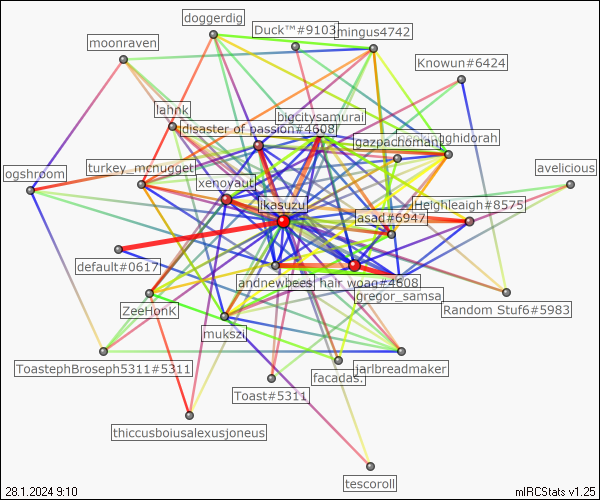 doggerdig
Duck™#9103
mingus4742
moonraven
Knowun#6424
lahnk
bigcitysamurai
disaster of passion#4608
gazpachoman
ghidorah
ogshroom
turkey_mcnugget
avelicious
xenoyaut
ikasuzu
Heighleaigh#8575
asad#6947
default#0617
andnewbees
hair woag#4608
gregor_samsa
ZeeHonK
Random Stuf6#5983
mukszi
ToastephBroseph5311#5311
jarlbreadmaker
facadas.
Toast#5311
thiccusboiusalexusjoneus
tescoroll
28.1.2024 9:10
mIRCStats v1.25